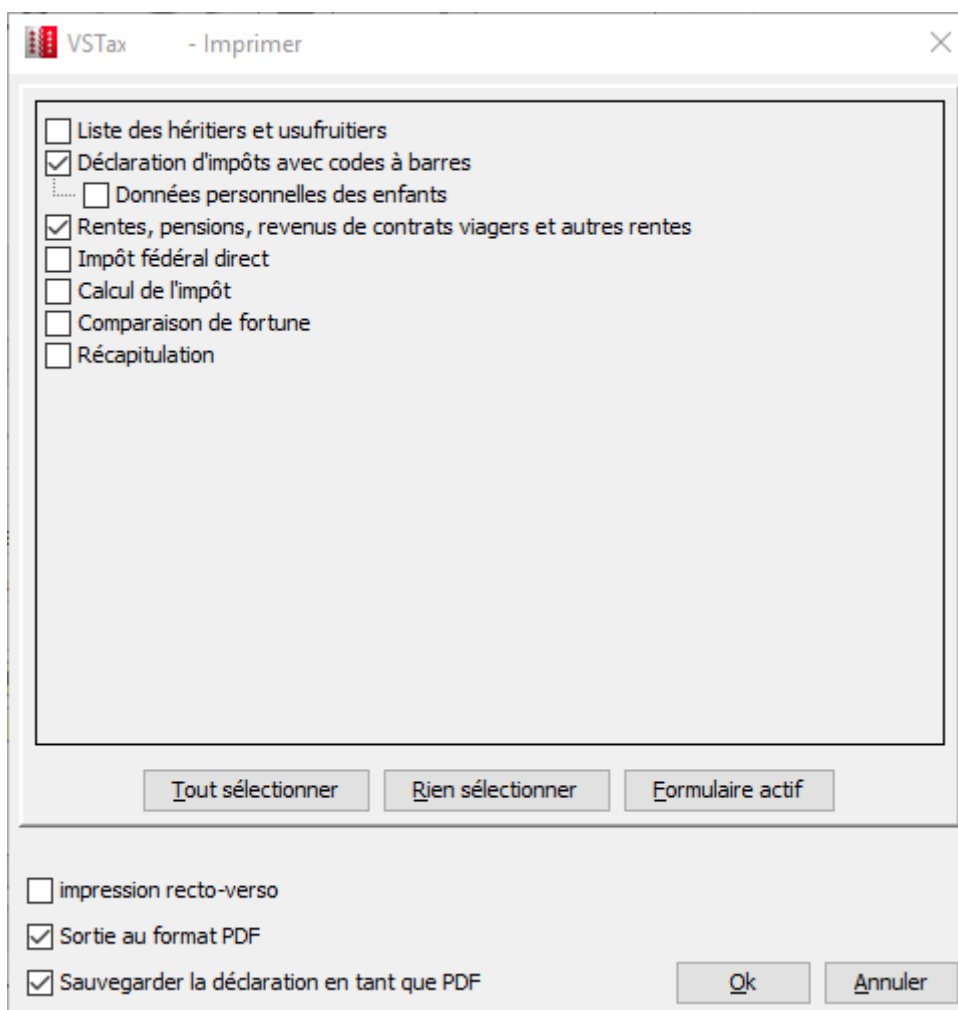 VSTax - Imprimer
Liste des héritiers et usufruitiers
Déclaration d'impôts avec codes à barres
Données personnelles des enfants
Rentes, pensions, revenus de contrats viagers et autres rentes
Impôt fédéral direct
Calcul de l'impôt
Comparaison de fortune
Récapitulation
Tout sélectionner Rien sélectionner Formulaire actif
impression recto-verso
Sortie au format PDF
Sauvegarder la déclaration en tant que PDF Ok Annuler